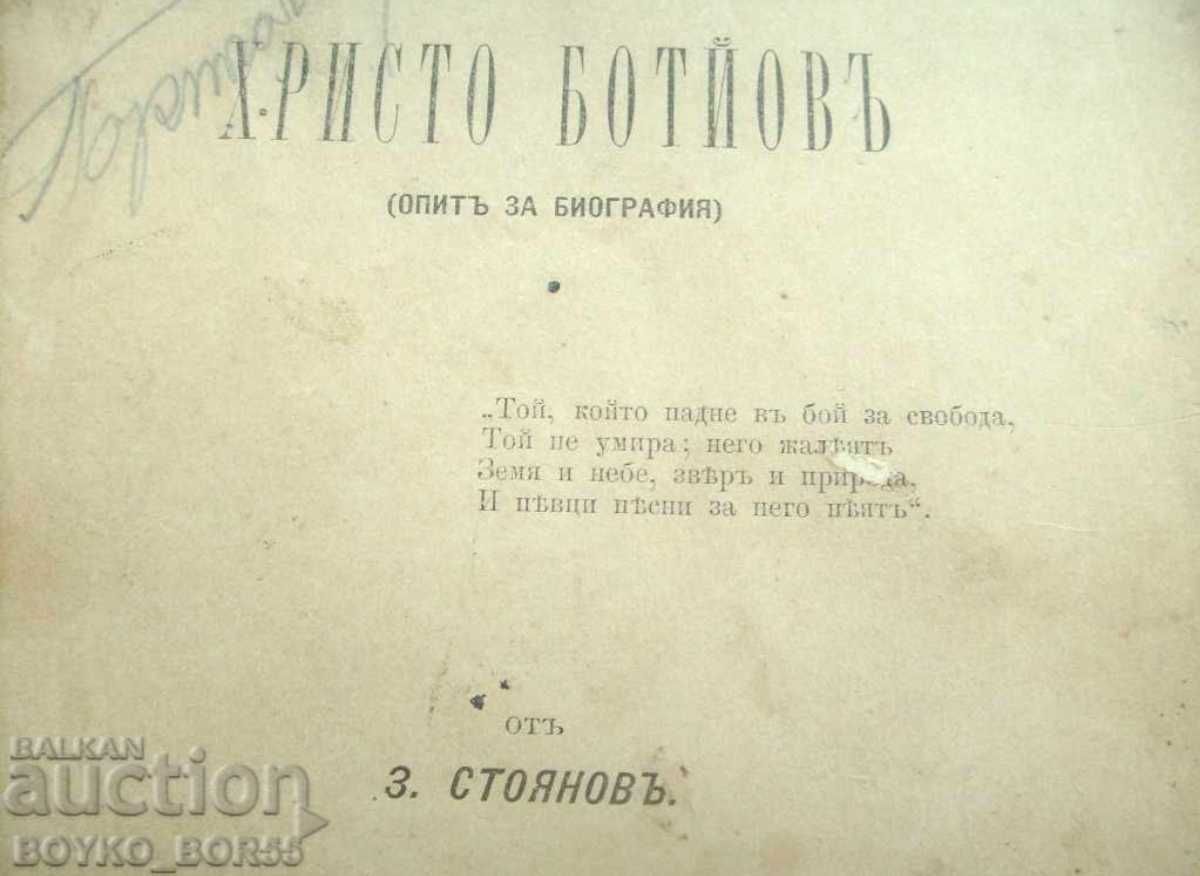 ХРИСТО БОТЙОВЪ
(ОПИТЪ ЗА БИОГРАФИЯ)
„Той, който падне въ бой за свобода,
Той не умира; него жалѣятъ
Земя и небе, звѣръ и природа,
И пѣвци пѣсни за него пѣятъ“.
отъ
З. СТОЯНОВЪ.
BALKAN
auction
BOYKO_BOR55